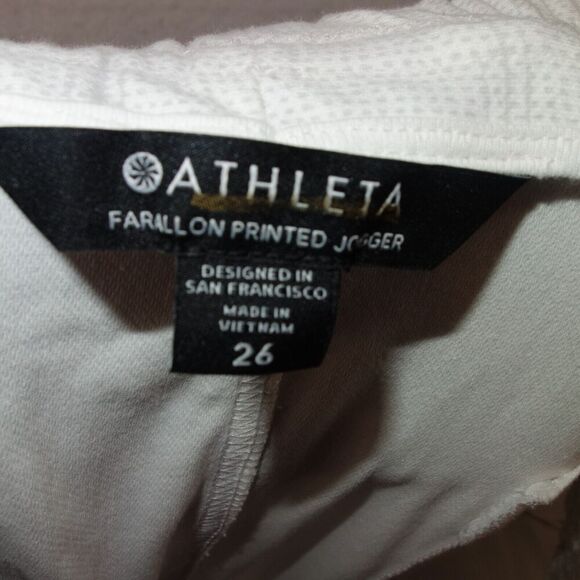 ATHLETA
FARALLON PRINTED JOGGER
DESIGNED IN
SAN FRANCISCO
MADE IN
VIETNAM
26